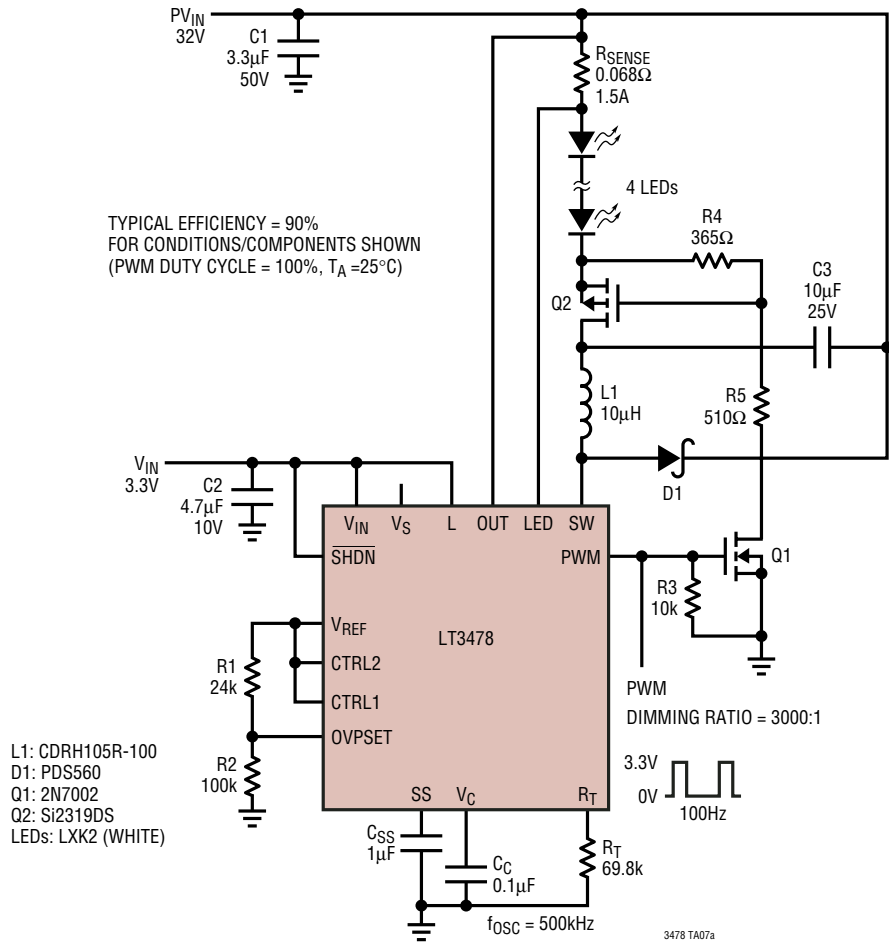 PVIN
32V
C1
3.3µF
50V
RSENSE
0.068Ω
1.5A
4 LEDs
TYPICAL EFFICIENCY = 90%
FOR CONDITIONS/COMPONENTS SHOWN
(PWM DUTY CYCLE = 100%, TA =25°C)
R4
365Ω
Q2
C3
10µF
25V
L1
10µH
R5
510Ω
D1
VIN
3.3V
C2
4.7µF
10V
VIN
VS
L
OUT
LED
SW
SHDN
PWM
Q1
R3
10k
VREF
LT3478
CTRL2
CTRL1
OVPSET
R1
24k
R2
100k
PWM
DIMMING RATIO = 3000:1
3.3V
0V
100Hz
L1: CDRH105R-100
D1: PDS560
Q1: 2N7002
Q2: Si2319DS
LEDs: LXK2 (WHITE)
SS
VC
RT
CSS
1µF
CC
0.1µF
RT
69.8k
fOSC = 500kHz
3478 TA07a